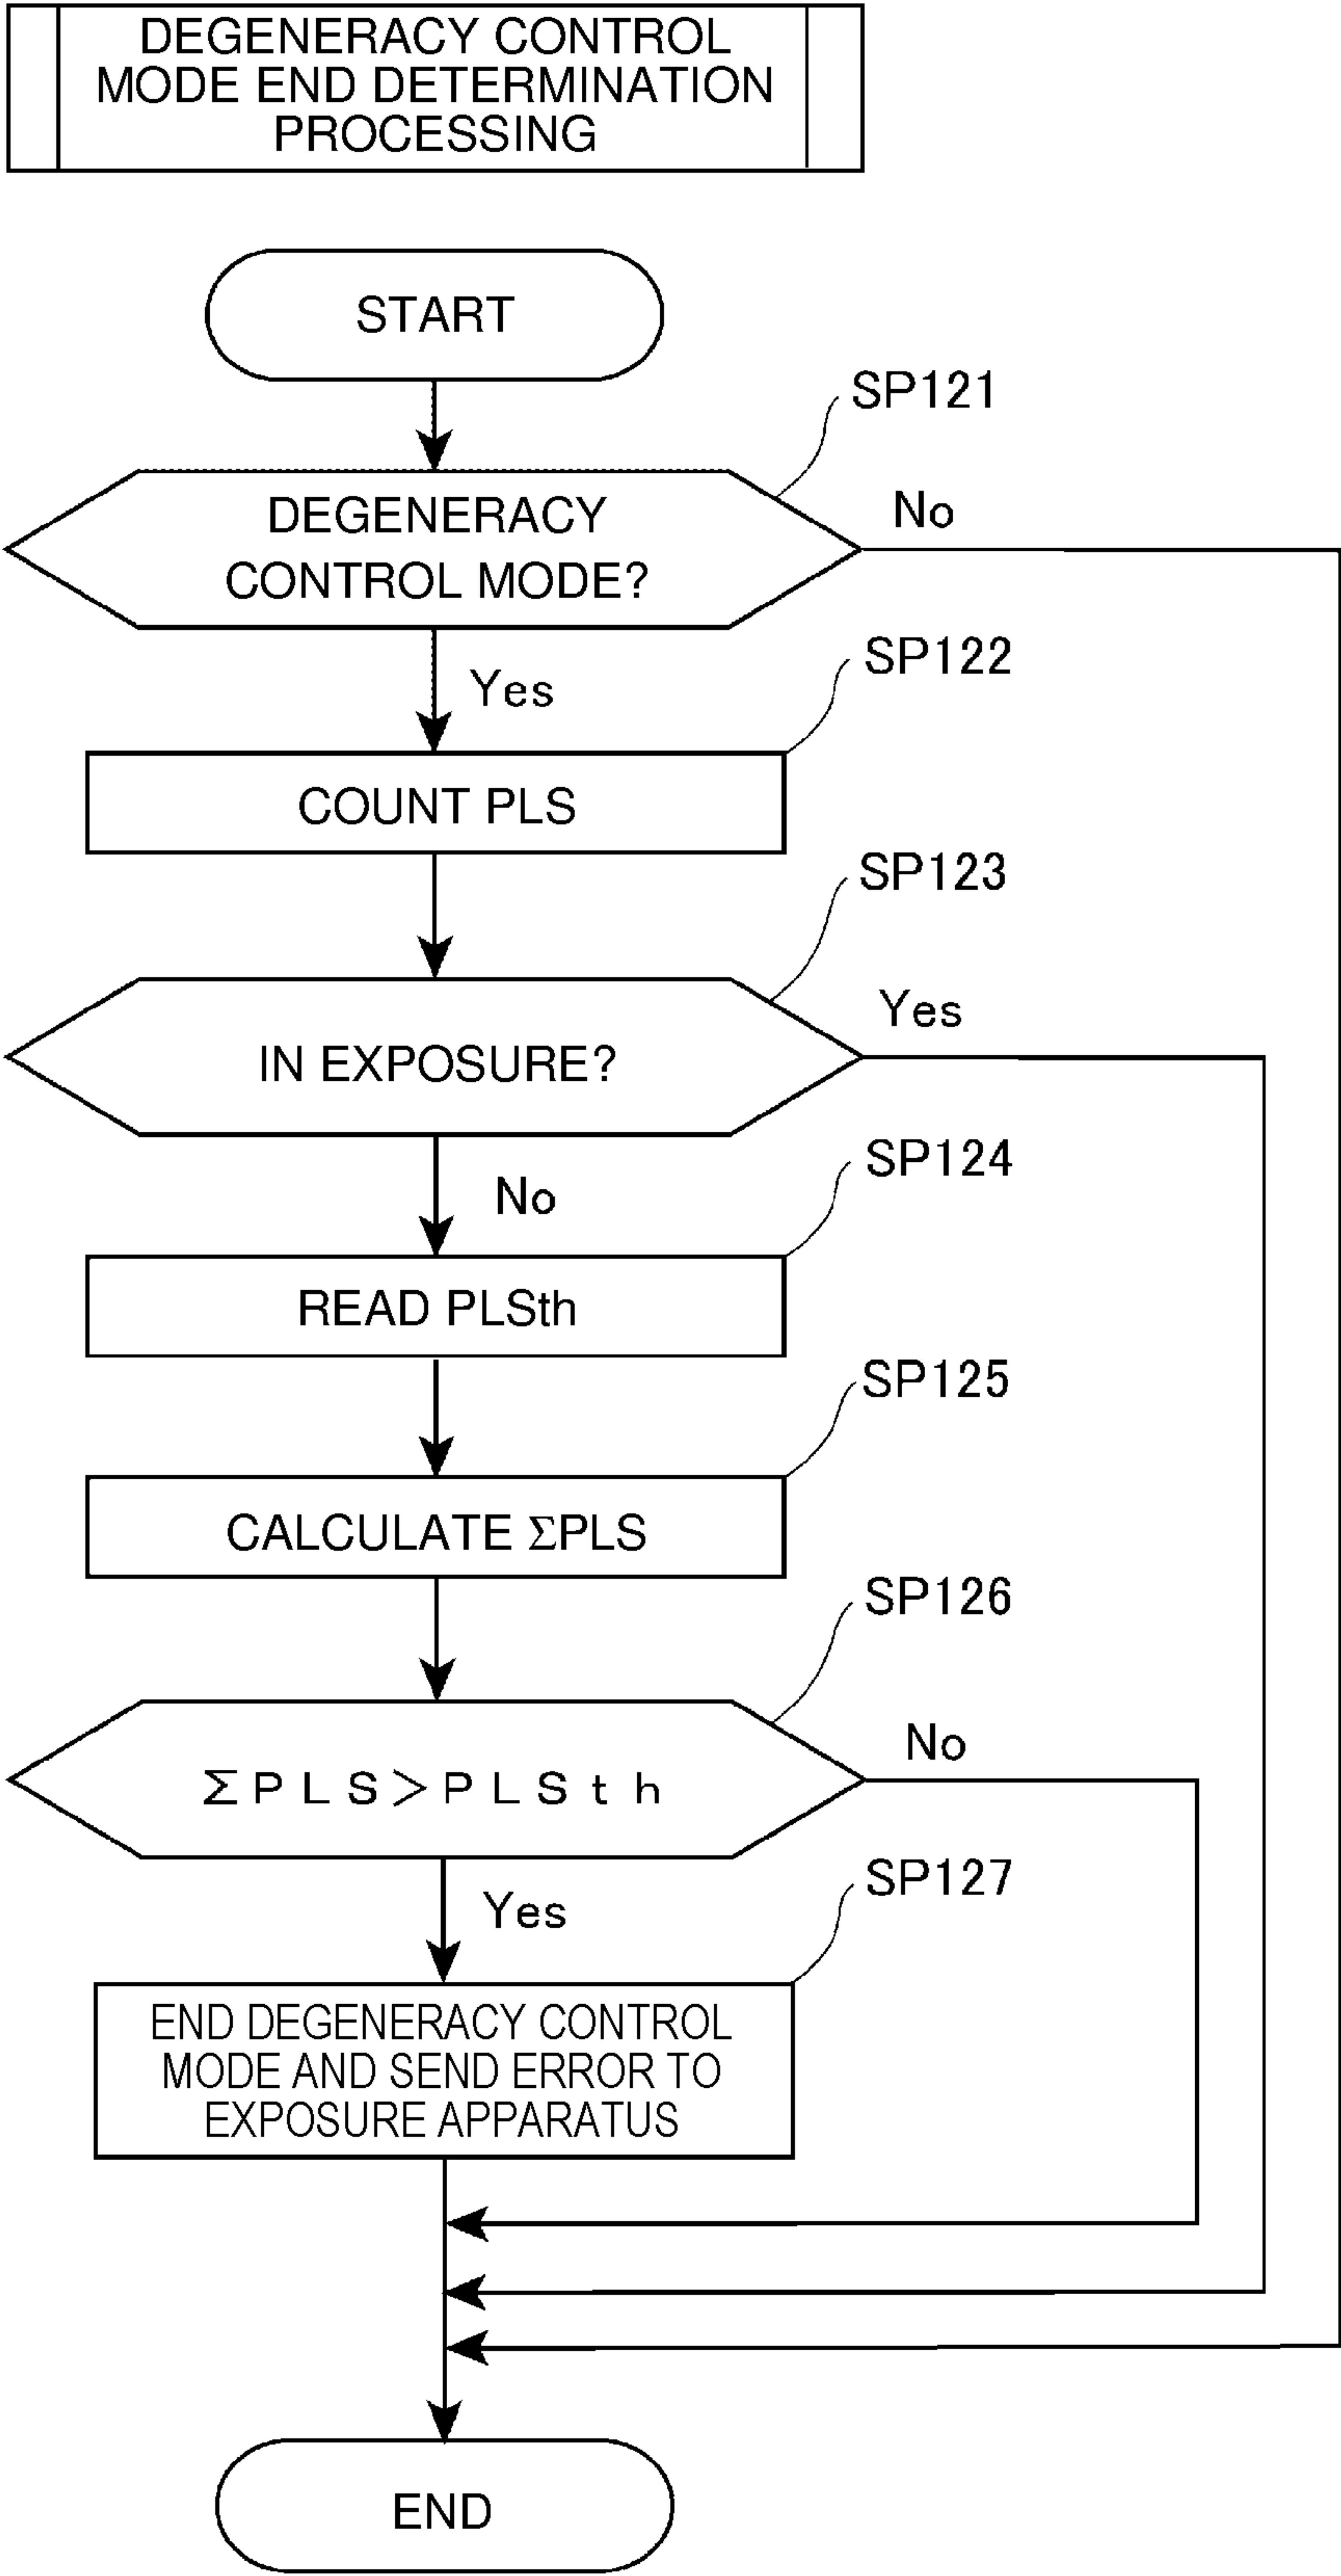 DEGENERACY CONTROL
MODE END DETERMINATION
PROCESSING
START
SP121
DEGENERACY
CONTROL MODE?
No
Yes
SP122
COUNT PLS
SP123
IN EXPOSURE?
Yes
No
SP124
READ PLSth
SP125
CALCULATE ΣPLS
SP126
ΣPLS>PLSth
No
Yes
SP127
END DEGENERACY CONTROL
MODE AND SEND ERROR TO
EXPOSURE APPARATUS
END